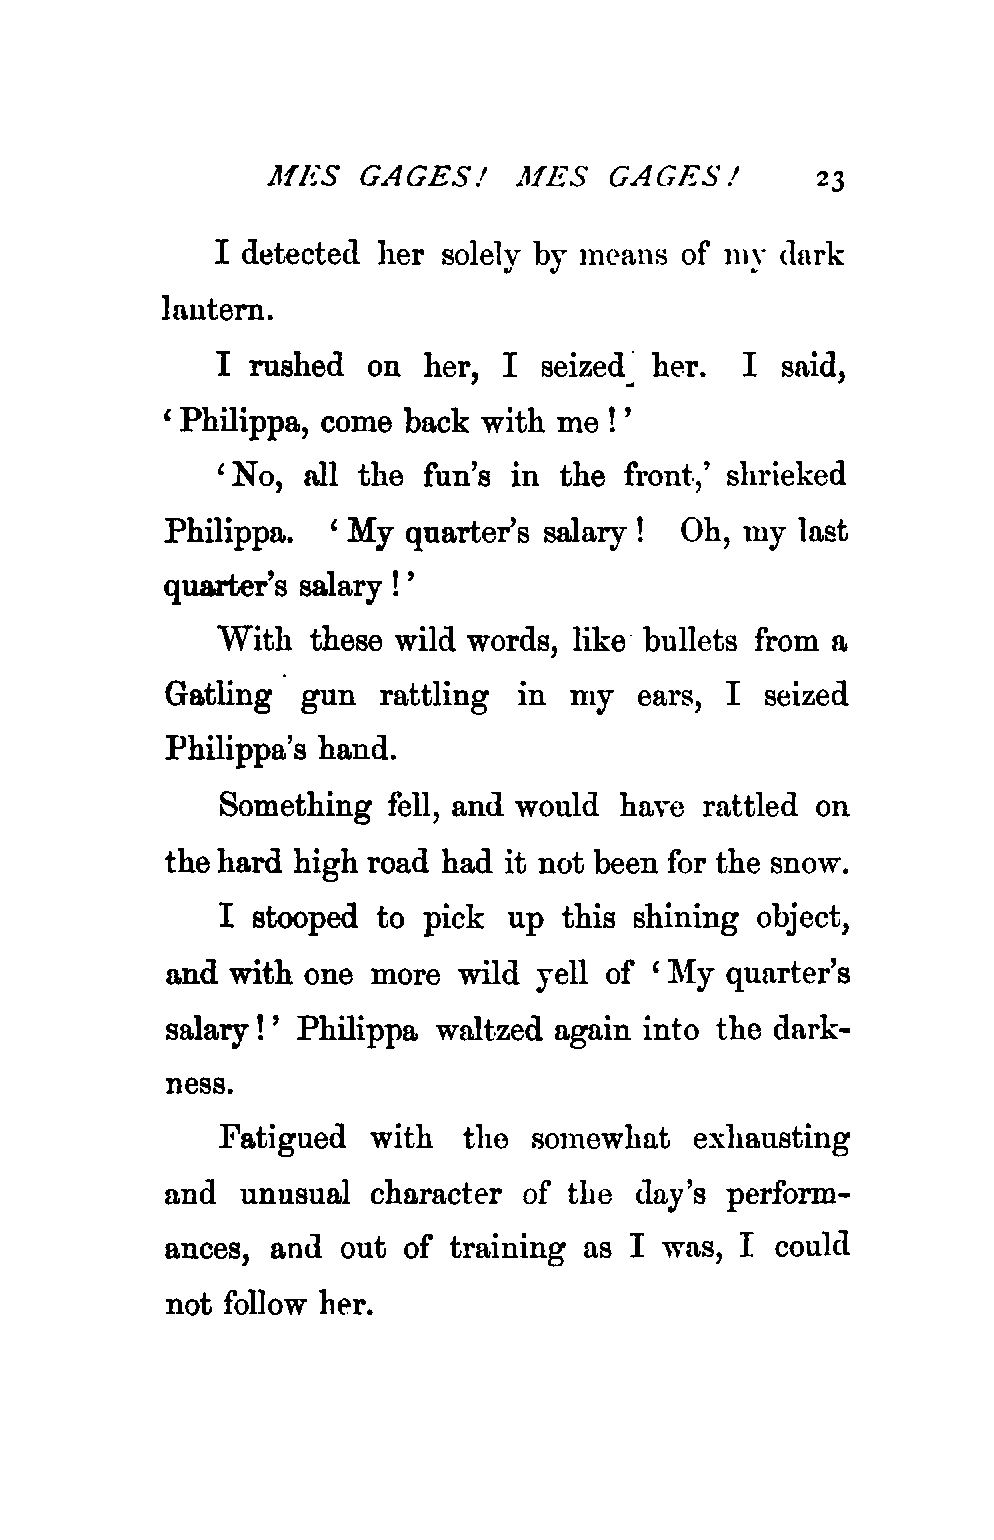 MES GAGES! MES GAGES! 23
I detected her solely by means of my dark
lantern.
I rushed on her, I seized her. I said,
‘Philippa, come back with me!’
‘No, all the fun’s in the front,’ shrieked
Philippa. ‘My quarter’s salary! Oh, my last
quarter’s salary!’
With these wild words, like bullets from a
Gatling gun rattling in my ears, I seized
Philippa’s hand.
Something fell, and would have rattled on
the hard high road had it not been for the snow.
I stooped to pick up this shining object,
and with one more wild yell of ‘My quarter’s
salary!’ Philippa waltzed again into the dark-
ness.
Fatigued with the somewhat exhausting
and unusual character of the day’s perform-
ances, and out of training as I was, I could
not follow her.